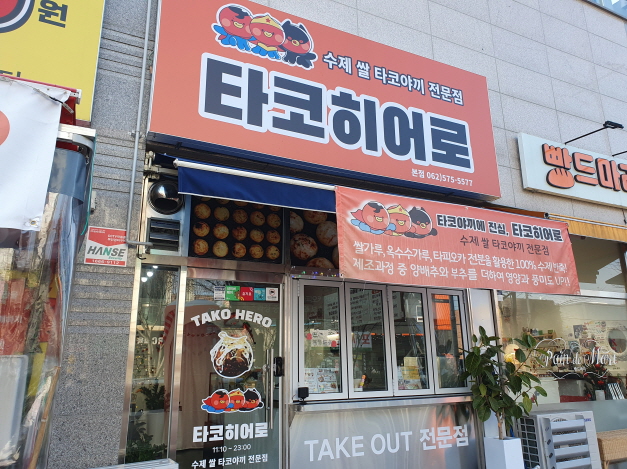 원
수제 쌀 타코야끼 전문점
타코히어로
본점 062)575-5577
빵드마
타코야끼에 진심, 타코히어로
수제 쌀 타코야끼 전문점
쌀가루, 옥수수가루, 타피오카 전분을 활용한 100% 수제반죽!
제조과정 중 양배추와 부추를 더하여 영양과 풍미도 UP!
HANSE
TAKO HERO
타코히어로
11:10 ~ 23:00
수제 쌀 타코야끼 전문점
TAKE OUT 전문점
Pain de Mart